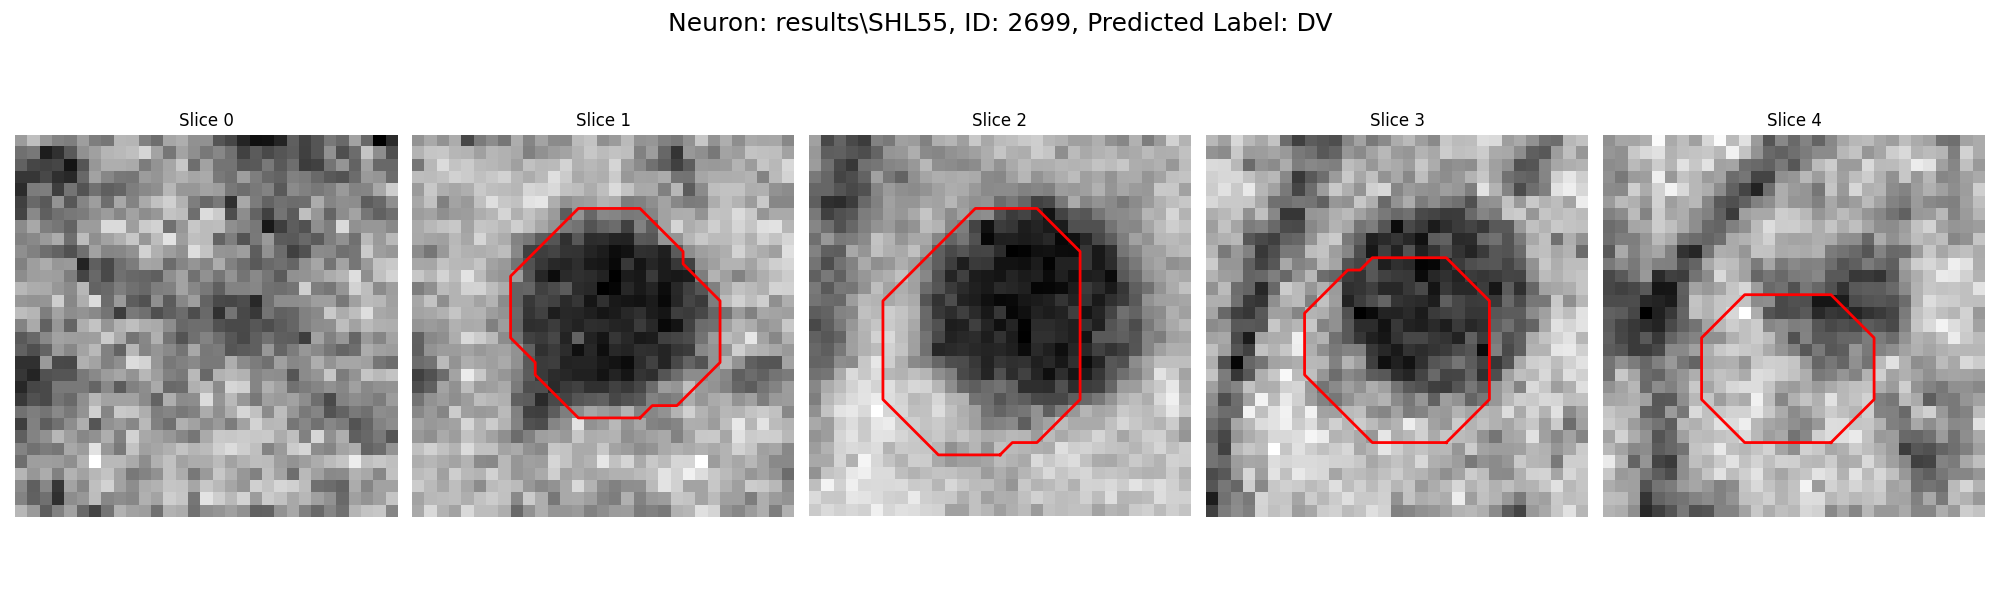 Neuron: results\SHL55, ID: 2699, Predicted Label: DV
Slice 0
Slice 1
Slice 2
Slice 3
Slice 4